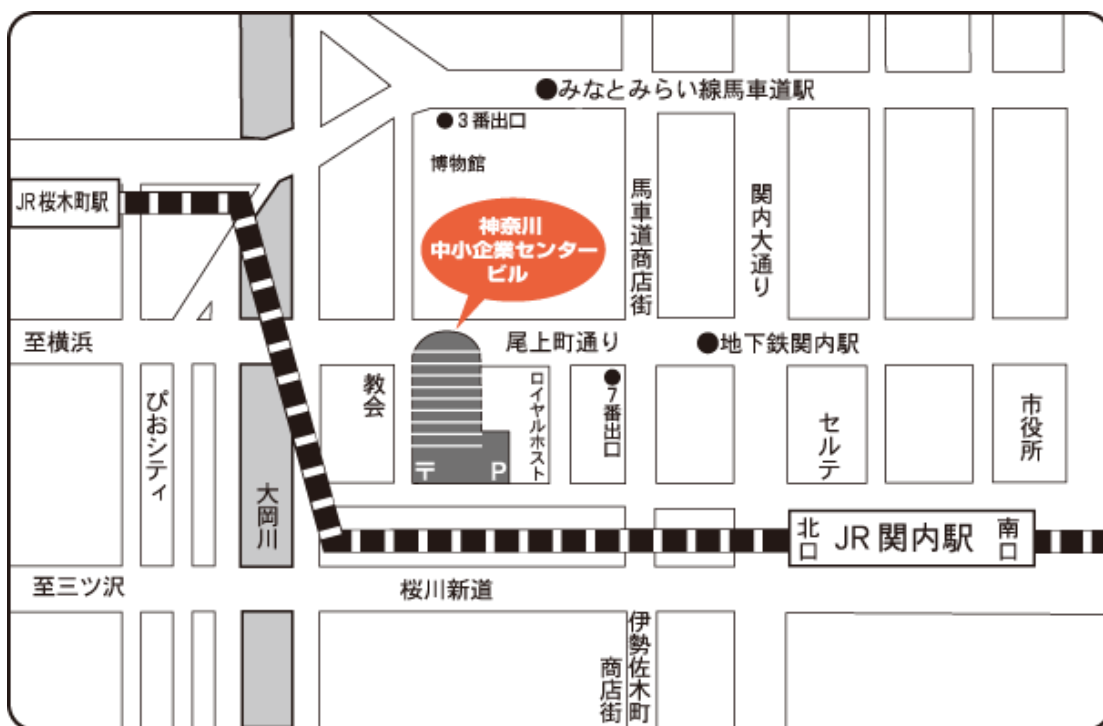 ●みなとみらい線馬車道駅
●3番出口
博物館
JR桜木町駅
神奈川
中小企業センター
ビル
馬車道商店街
関内大通り
至横浜
尾上町通り
●地下鉄関内駅
ぴおシティ
教会
ロイヤルホスト
●7番出口
セルテ
市役所
〒
P
大岡川
北口
JR関内駅
南口
至三ツ沢
桜川新道
伊勢佐木町
商店街